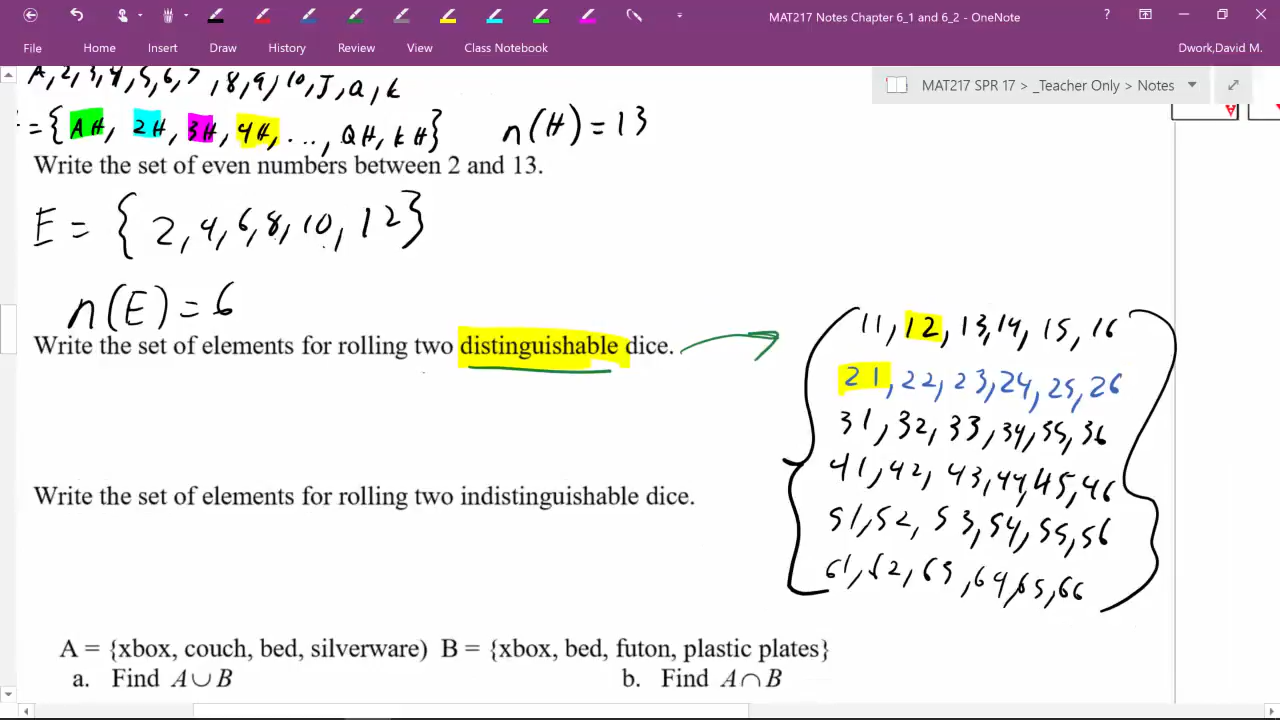 MAT217 Notes Chapter 6_1 and 6_2 - OneNote
?
File Home Insert Draw History Review View Class Notebook
Dwork,David M.
MAT217 SPR 17 > _Teacher Only > Notes
A, 2, 3, 4, 5, 6, 7, 8, 9, 10, J, Q, K
= { AH, 2H, 3H, 4H, ..., QH, KH} n(H) = 13
Write the set of even numbers between 2 and 13.
E = { 2, 4, 6, 8, 10, 12 }
n(E) = 6
Write the set of elements for rolling two distinguishable dice.
{ 11, 12, 13, 14, 15, 16
21, 22, 23, 24, 25, 26
31, 32, 33, 34, 35, 36
41, 42, 43, 44, 45, 46
51, 52, 53, 54, 55, 56
61, 62, 63, 64, 65, 66 }
Write the set of elements for rolling two indistinguishable dice.
A = {xbox, couch, bed, silverware) B = {xbox, bed, futon, plastic plates}
a. Find A∪B b. Find A∩B